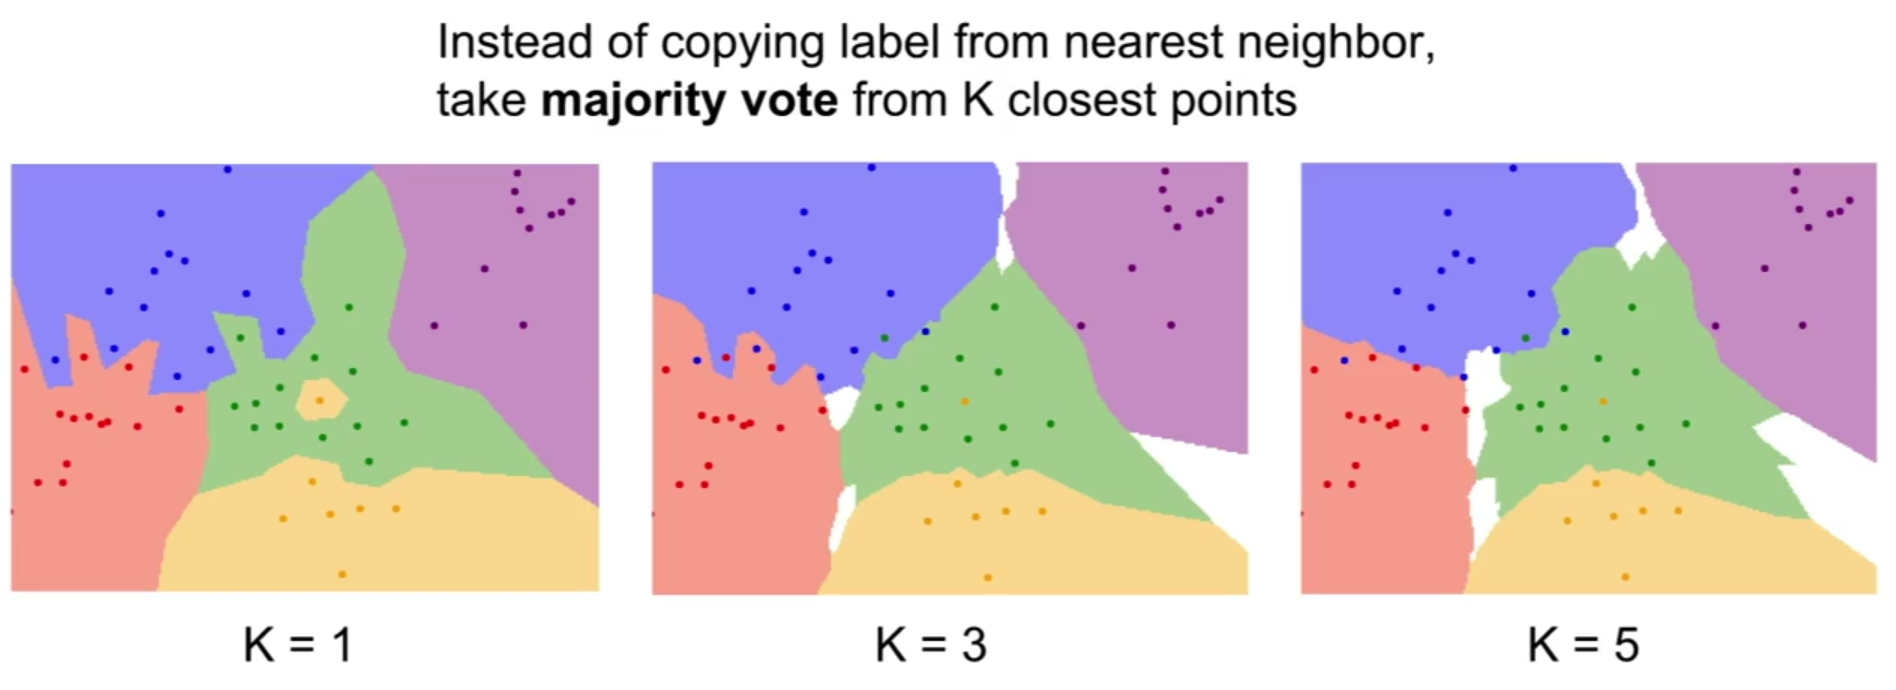 Instead of copying label from nearest neighbor,
take majority vote from K closest points
K = 1
K = 3
K = 5